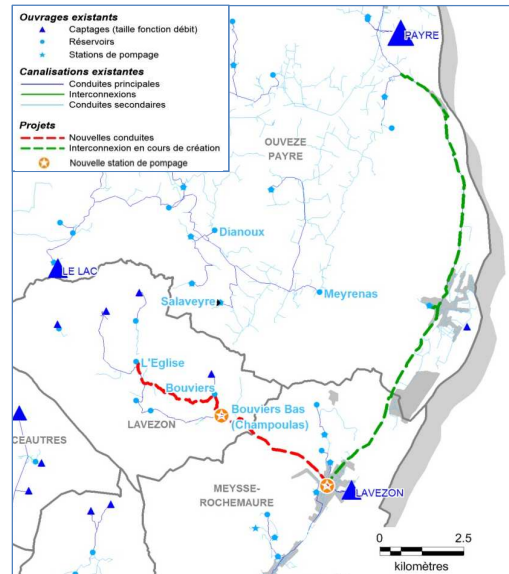 Ouvrages existants
Captages (taille fonction débit)
Réservoirs
Stations de pompage
Canalisations existantes
Conduites principales
Interconnexions
Conduites secondaires
Projets
Nouvelles conduites
Interconnexion en cours de création
Nouvelle station de pompage
PAYRE
OUVEZE
PAYRE
Dianoux
LE LAC
Meyrenas
Salaveyre
L'Eglise
Bouviers
Bouviers Bas
(Champoulas)
LAVEZON
CEAUTRES
MEYSSE-
ROCHEMAURE
LAVEZON
0
2.5
kilomètres